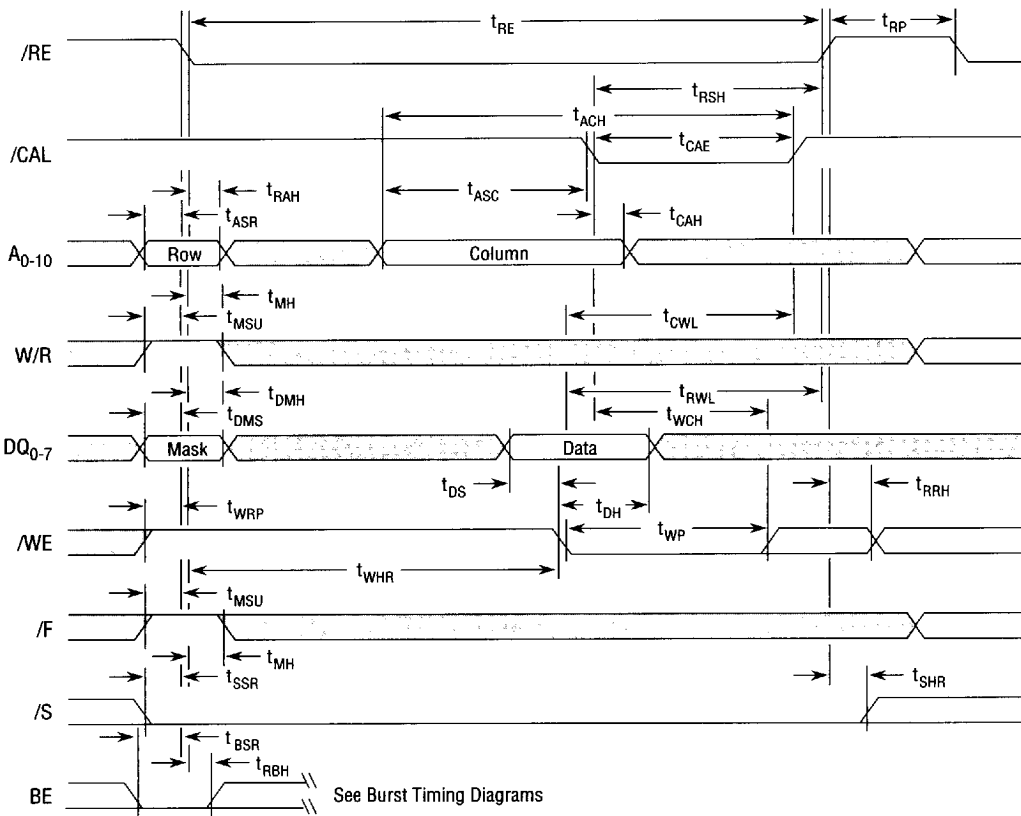 t_RE
t_RP
/RE
t_RSH
t_ACH
t_CAE
/CAL
t_RAH
t_ASC
t_ASR
t_CAH
A_0-10
Row
Column
t_MH
t_MSU
t_CWL
W/R
t_DMH
t_RWL
t_DMS
t_WCH
DQ_0-7
Mask
Data
t_DS
t_RRH
t_WRP
t_DH
t_WP
/WE
t_WHR
t_MSU
/F
t_MH
t_SSR
t_SHR
/S
t_BSR
t_RBH
BE
See Burst Timing Diagrams